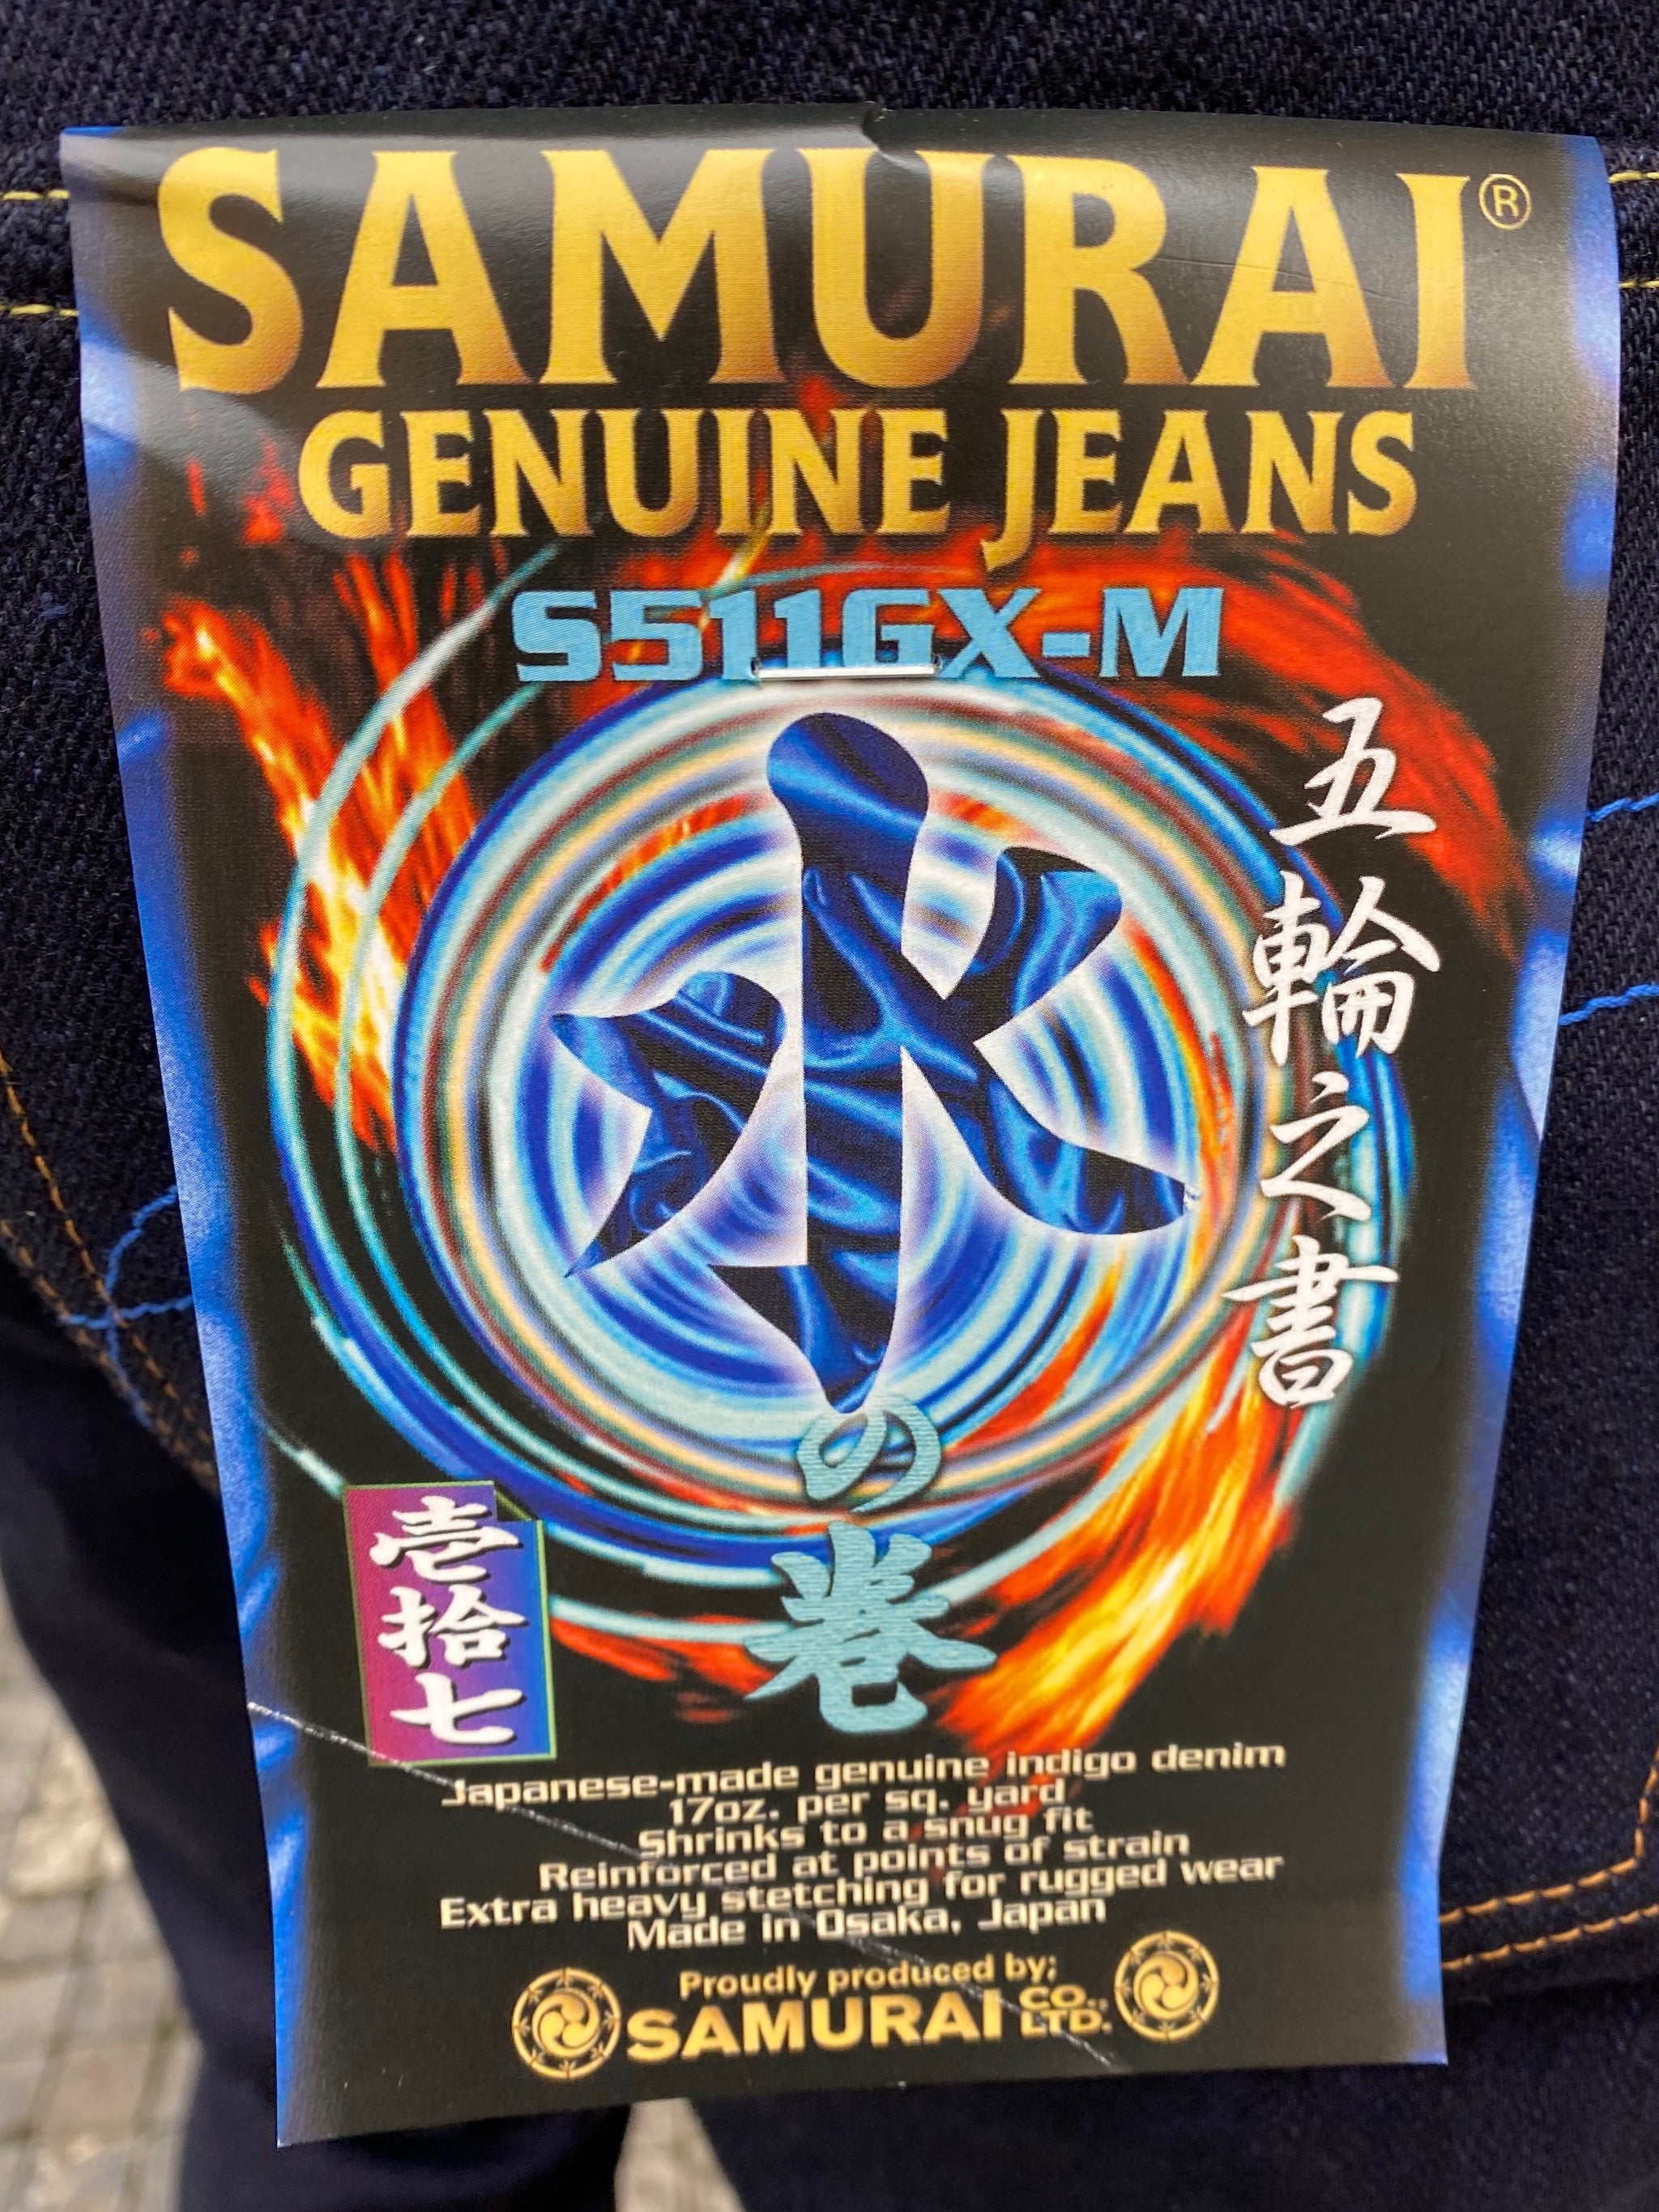 SAMURAI®
GENUINE JEANS
S511GX-M
五輪之書
水の巻
壱拾七
Japanese-made genuine indigo denim
17oz. per sq. yard
Shrinks to a snug fit
Reinforced at points of strain
Extra heavy stetching for rugged wear
Made in Osaka, Japan
Proudly produced by;
SAMURAI CO., LTD.